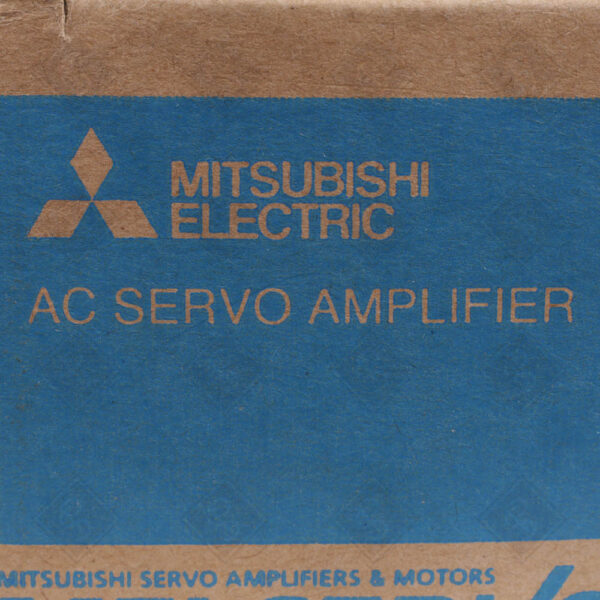 MITSUBISHI
ELECTRIC
AC SERVO AMPLIFIER
MITSUBISHI SERVO AMPLIFIERS & MOTORS